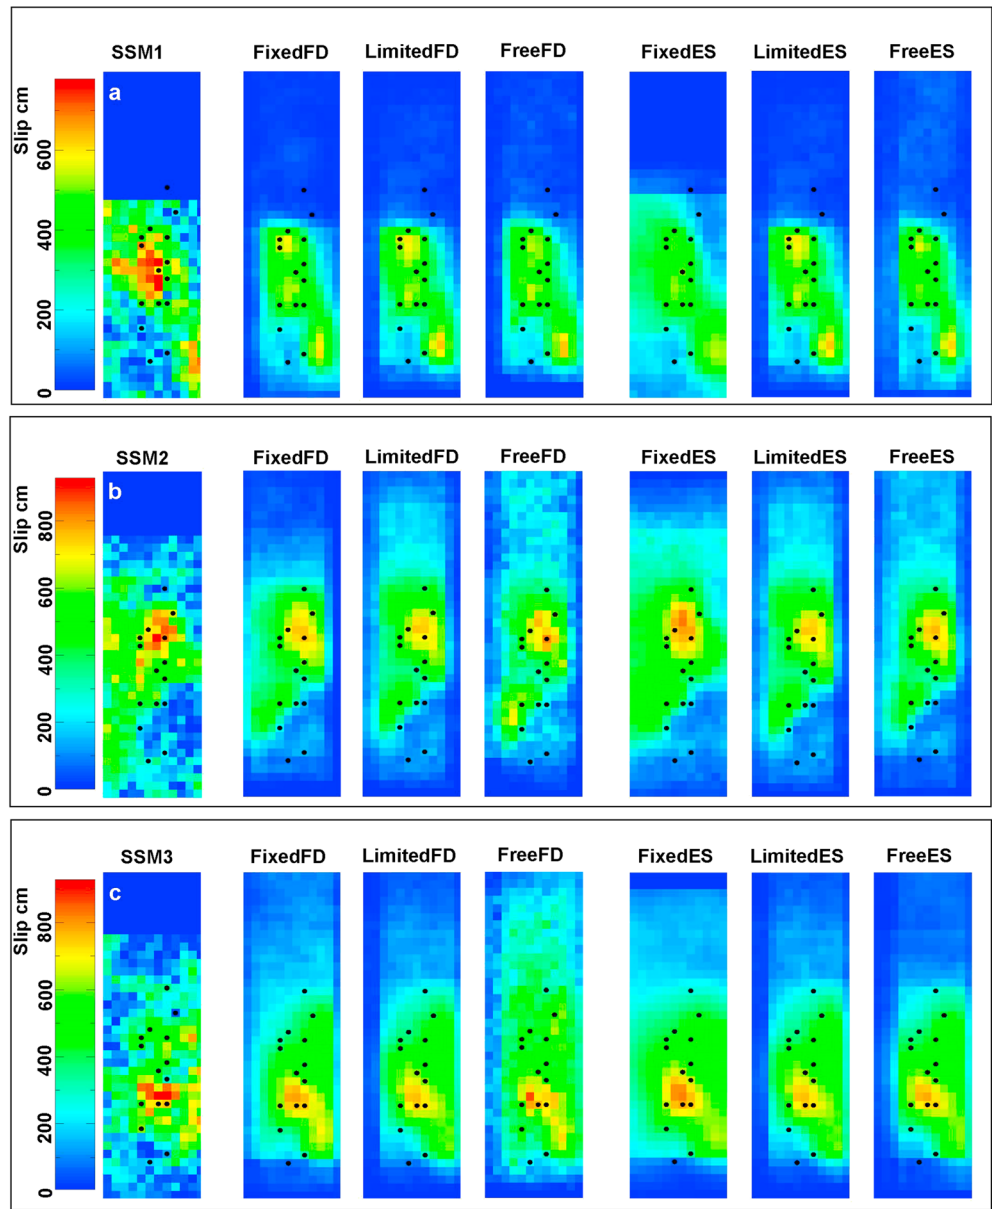 SSM1 FixedFD LimitedFD FreeFD FixedES LimitedES FreeES
a
Slip cm
600
400
200
0
SSM2 FixedFD LimitedFD FreeFD FixedES LimitedES FreeES
b
Slip cm
800
600
400
200
0
SSM3 FixedFD LimitedFD FreeFD FixedES LimitedES FreeES
c
Slip cm
800
600
400
200
0